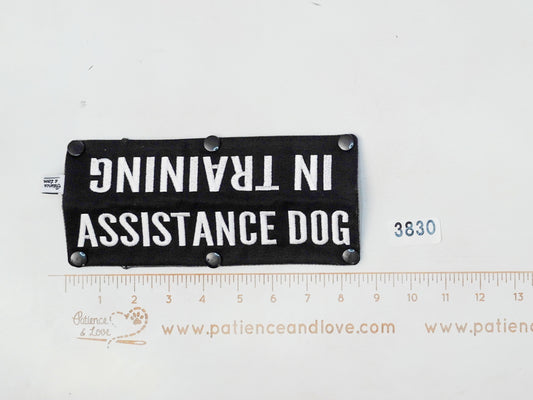 IN TRAINING
ASSISTANCE DOG
3830
1 2 3 4 5 6 7 8 9 10 11 12 13
Patience!
& Love
www.patienceandlove.com www.p